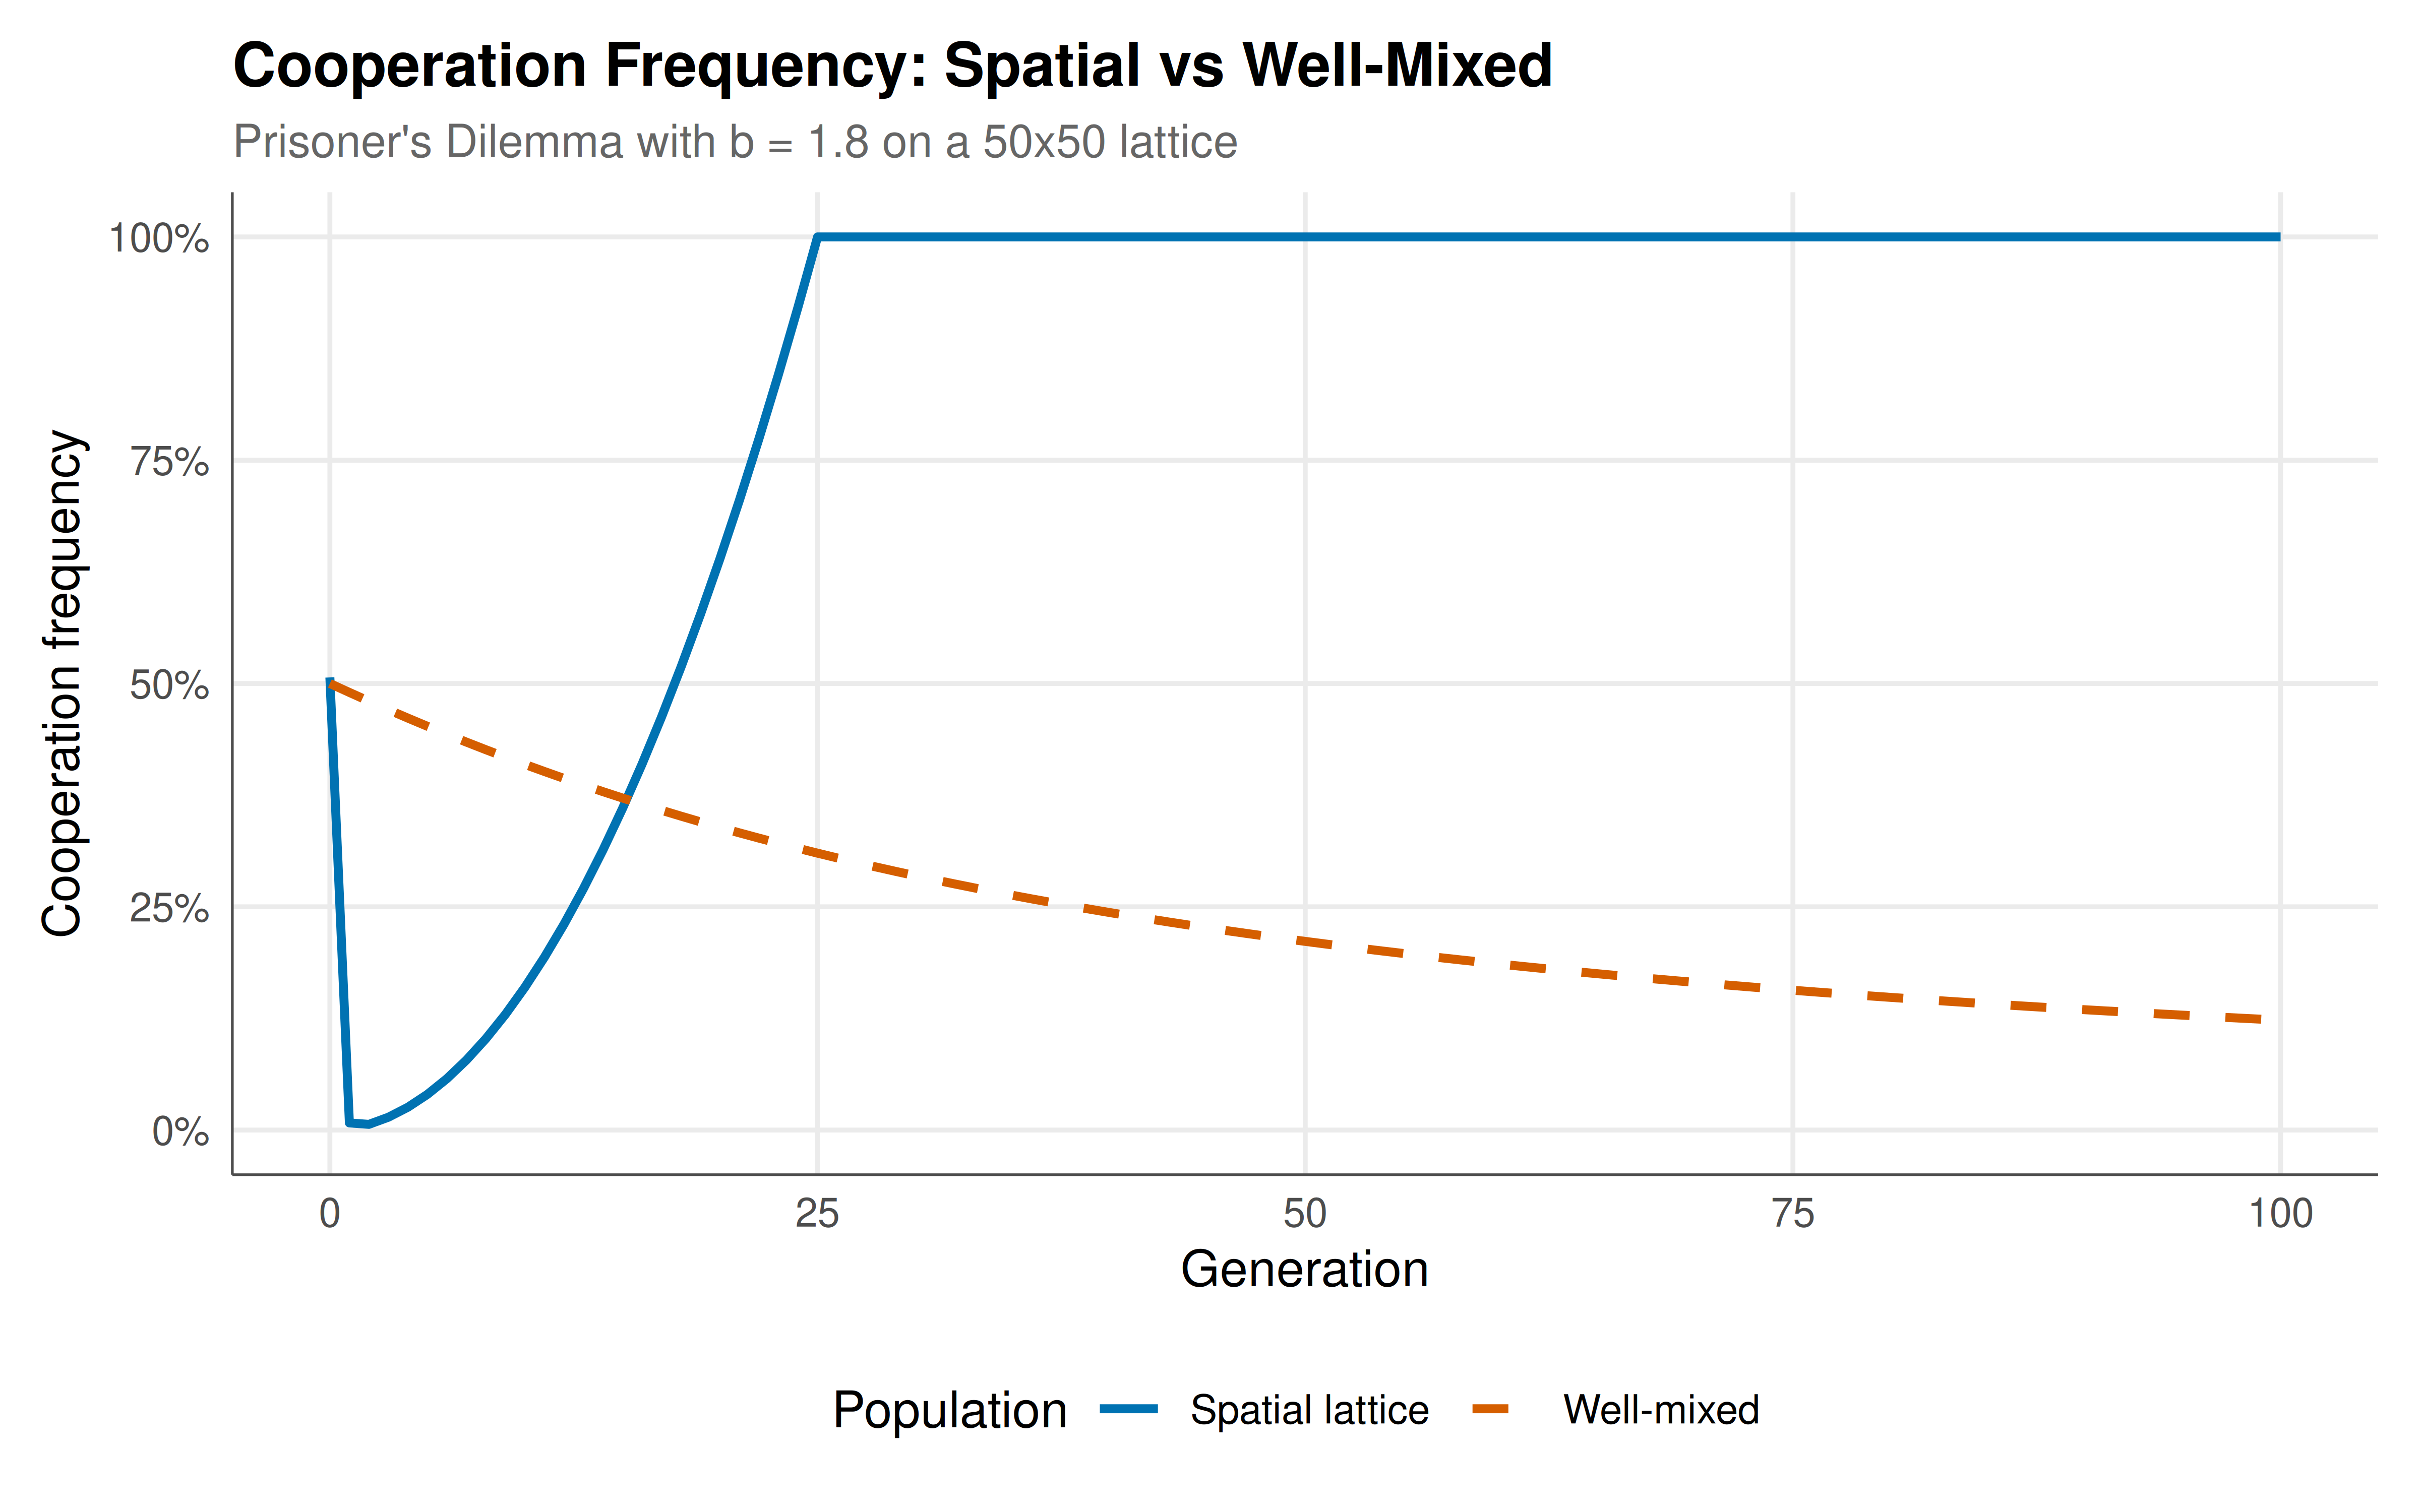 Cooperation Frequency: Spatial vs Well-Mixed
Prisoner's Dilemma with b = 1.8 on a 50x50 lattice
Cooperation frequency
100%
75%
50%
25%
0%
0 25 50 75 100
Generation
Population Spatial lattice Well-mixed